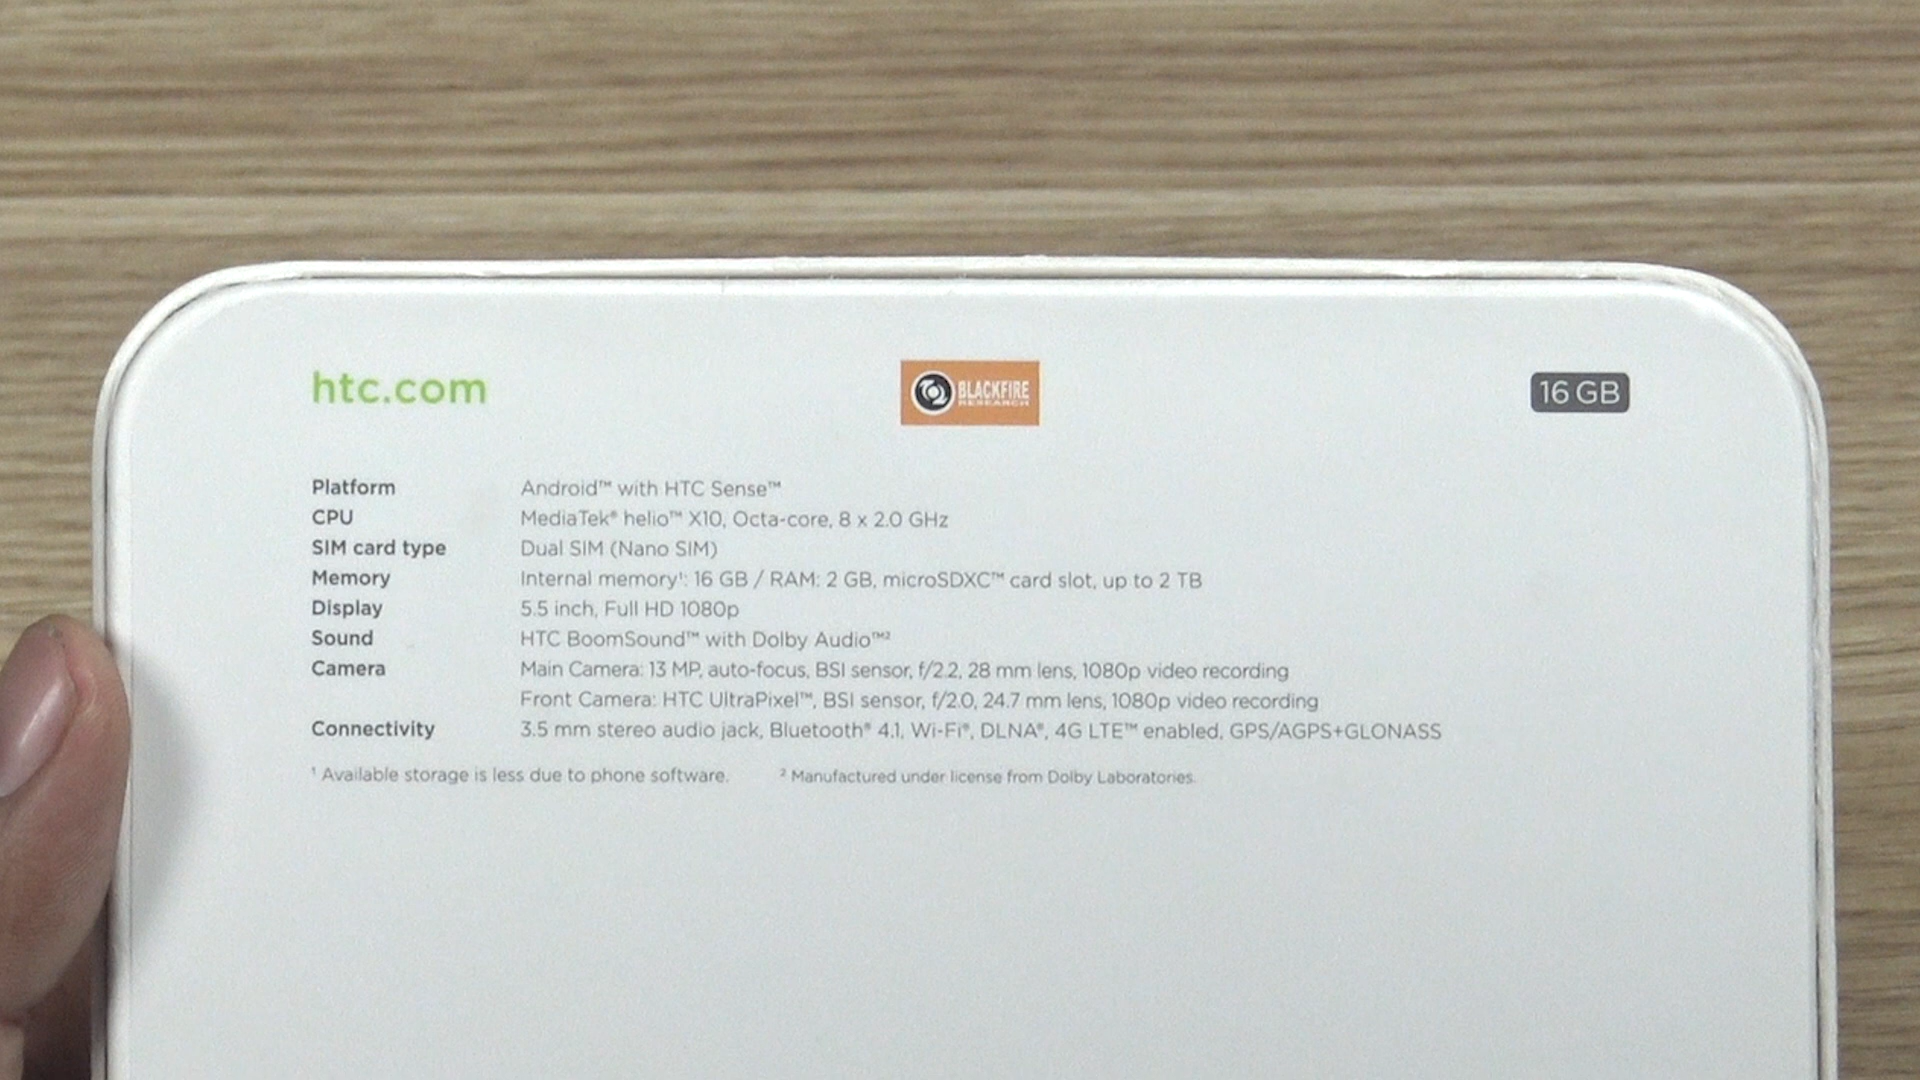 htc.com
BLACKFIRE
RESEARCH
16 GB
Platform Android™ with HTC Sense™
CPU MediaTek® helio™ X10, Octa-core, 8 x 2.0 GHz
SIM card type Dual SIM (Nano SIM)
Memory Internal memory¹: 16 GB / RAM: 2 GB, microSDXC™ card slot, up to 2 TB
Display 5.5 inch, Full HD 1080p
Sound HTC BoomSound™ with Dolby Audio™²
Camera Main Camera: 13 MP, auto-focus, BSI sensor, f/2.2, 28 mm lens, 1080p video recording
Front Camera: HTC UltraPixel™, BSI sensor, f/2.0, 24.7 mm lens, 1080p video recording
Connectivity 3.5 mm stereo audio jack, Bluetooth® 4.1, Wi-Fi®, DLNA®, 4G LTE™ enabled, GPS/AGPS+GLONASS
¹ Available storage is less due to phone software. ² Manufactured under license from Dolby Laboratories.